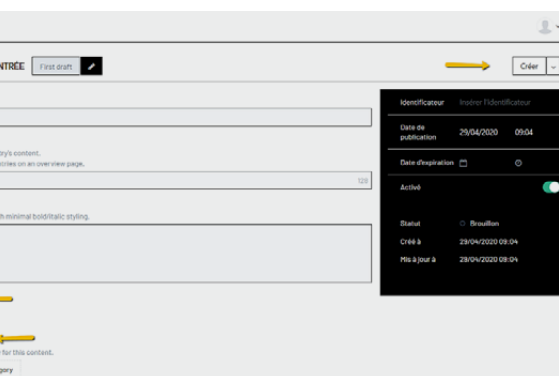 NTRÉE First draft Créer
Identificateur Insérer l'identificateur
Date de publication 29/04/2020 09:04
try's content.
ntries on an overview page.
Date d'expiration
128
Activé
h minimal bold/italic styling.
Statut Brouillon
Créé à 29/04/2020 09:04
Mis à jour à 29/04/2020 09:04
for this content.
gory